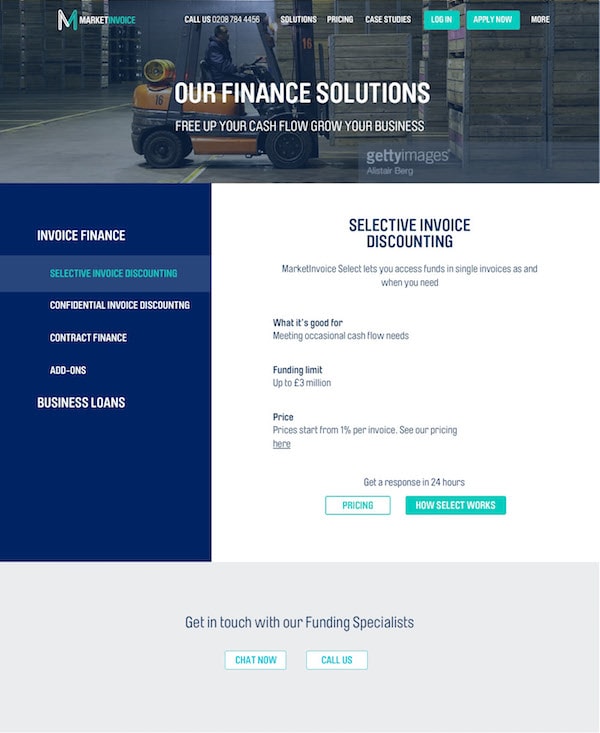 MARKETINVOICE
CALL US 0208 784 4456
SOLUTIONS
PRICING
CASE STUDIES
LOG IN
APPLY NOW
MORE
16
16
OUR FINANCE SOLUTIONS
FREE UP YOUR CASH FLOW GROW YOUR BUSINESS
gettyimages®
Alistair Berg
INVOICE FINANCE
SELECTIVE INVOICE DISCOUNTING
CONFIDENTIAL INVOICE DISCOUNTNG
CONTRACT FINANCE
ADD-ONS
BUSINESS LOANS
SELECTIVE INVOICE
DISCOUNTING
MarketInvoice Select lets you access funds in single invoices as and
when you need
What it's good for
Meeting occasional cash flow needs
Funding limit
Up to £3 million
Price
Prices start from 1% per invoice. See our pricing
here
Get a response in 24 hours
PRICING
HOW SELECT WORKS
Get in touch with our Funding Specialists
CHAT NOW
CALL US